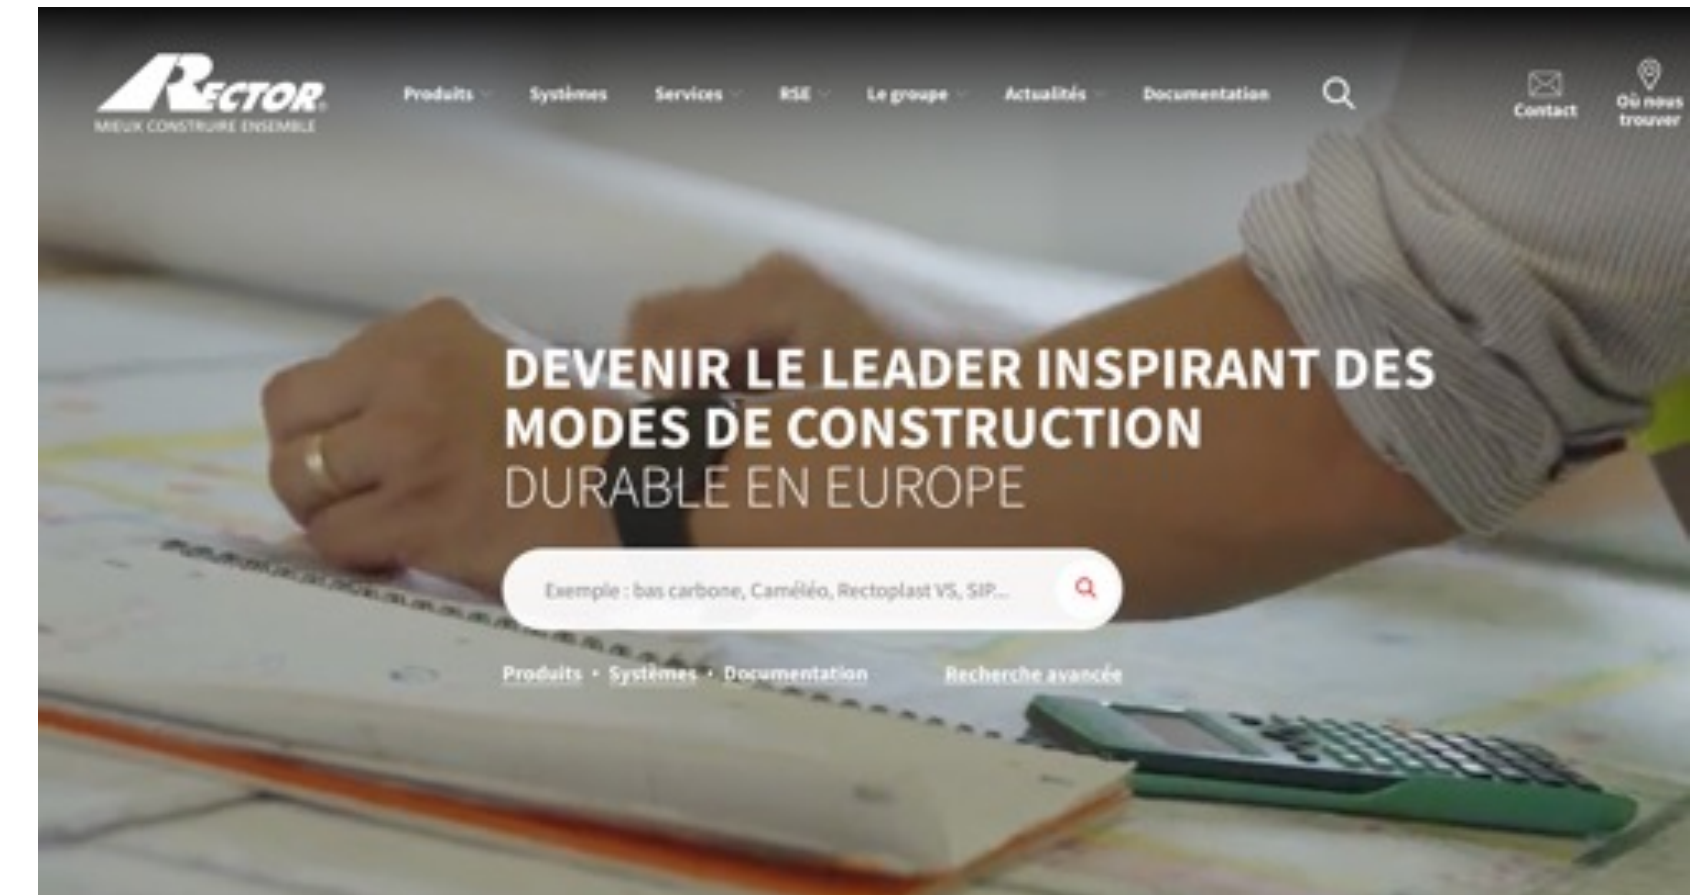 RECTOR
MIEUX CONSTRUIRE ENSEMBLE
Produits
Systèmes
Services
RSE
Le groupe
Actualités
Documentation
Contact
Où nous
trouver
DEVENIR LE LEADER INSPIRANT DES
MODES DE CONSTRUCTION
DURABLE EN EUROPE
Exemple : bas carbone, Caméléo, Rectoplast VS, SIP...
Produits • Systèmes • Documentation
Recherche avancée